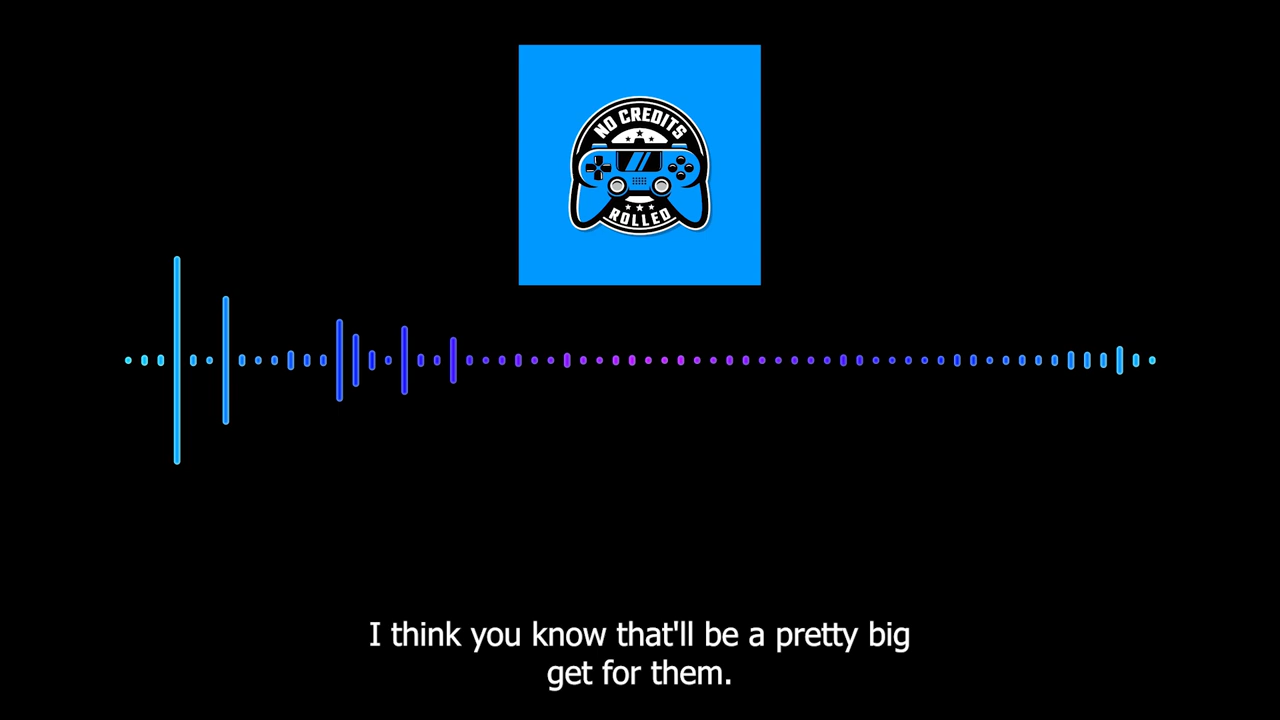 NO CREDITS
ROLLED
I think you know that'll be a pretty big
get for them.